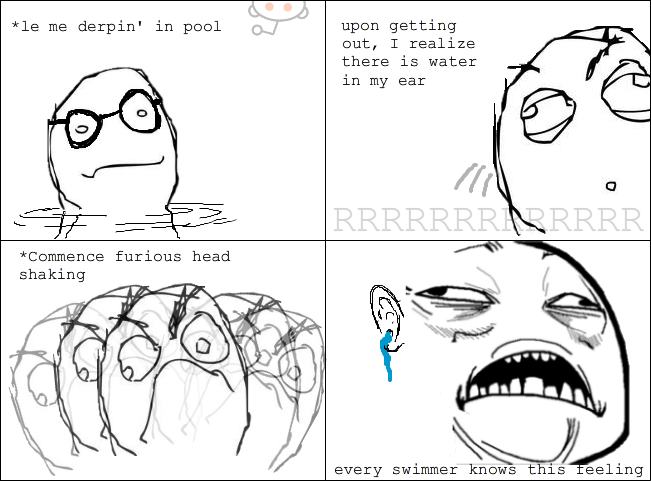 *le me derpin' in pool
upon getting
out, I realize
there is water
in my ear
RRRRRRRRRRRRRR
*Commence furious head
shaking
every swimmer knows this feeling